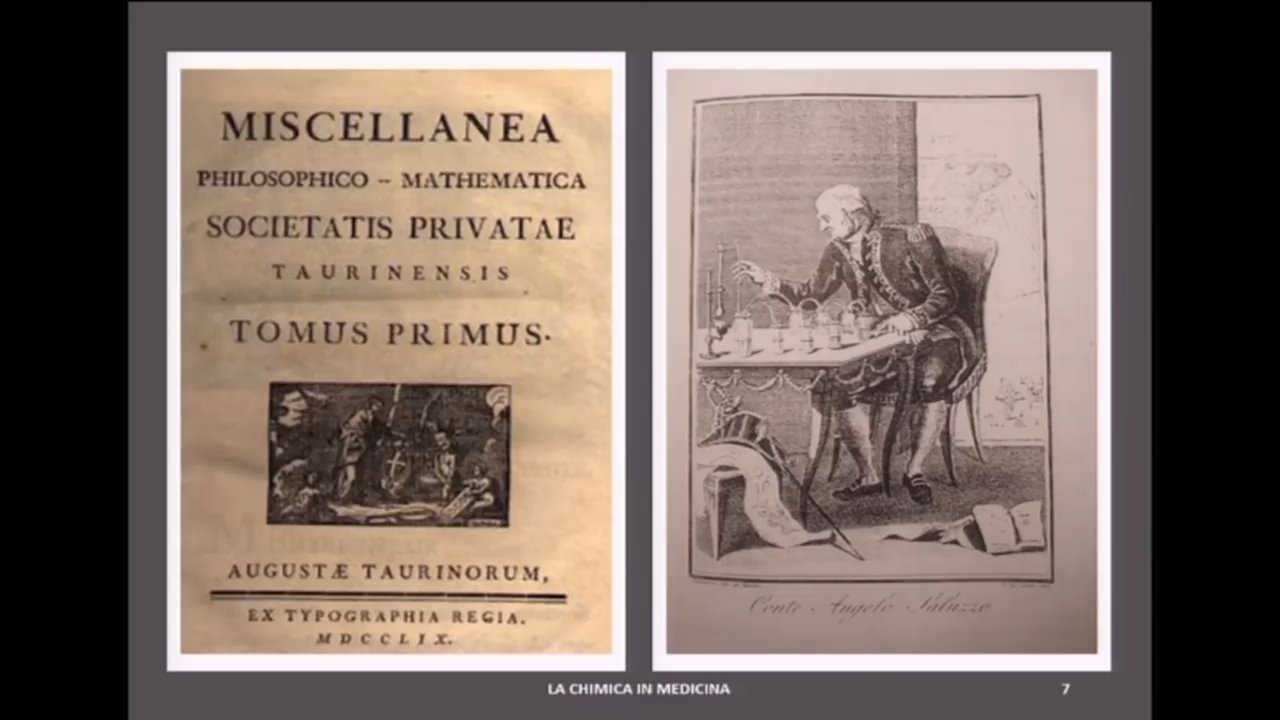 MISCELLANEA
PHILOSOPHICO - MATHEMATICA
SOCIETATIS PRIVATAE
TAURINENSIS
TOMUS PRIMUS.
AUGUSTÆ TAURINORUM,
EX TYPOGRAPHIA REGIA.
MDCCLIX.
Conte Angelo Saluzzo
LA CHIMICA IN MEDICINA
7